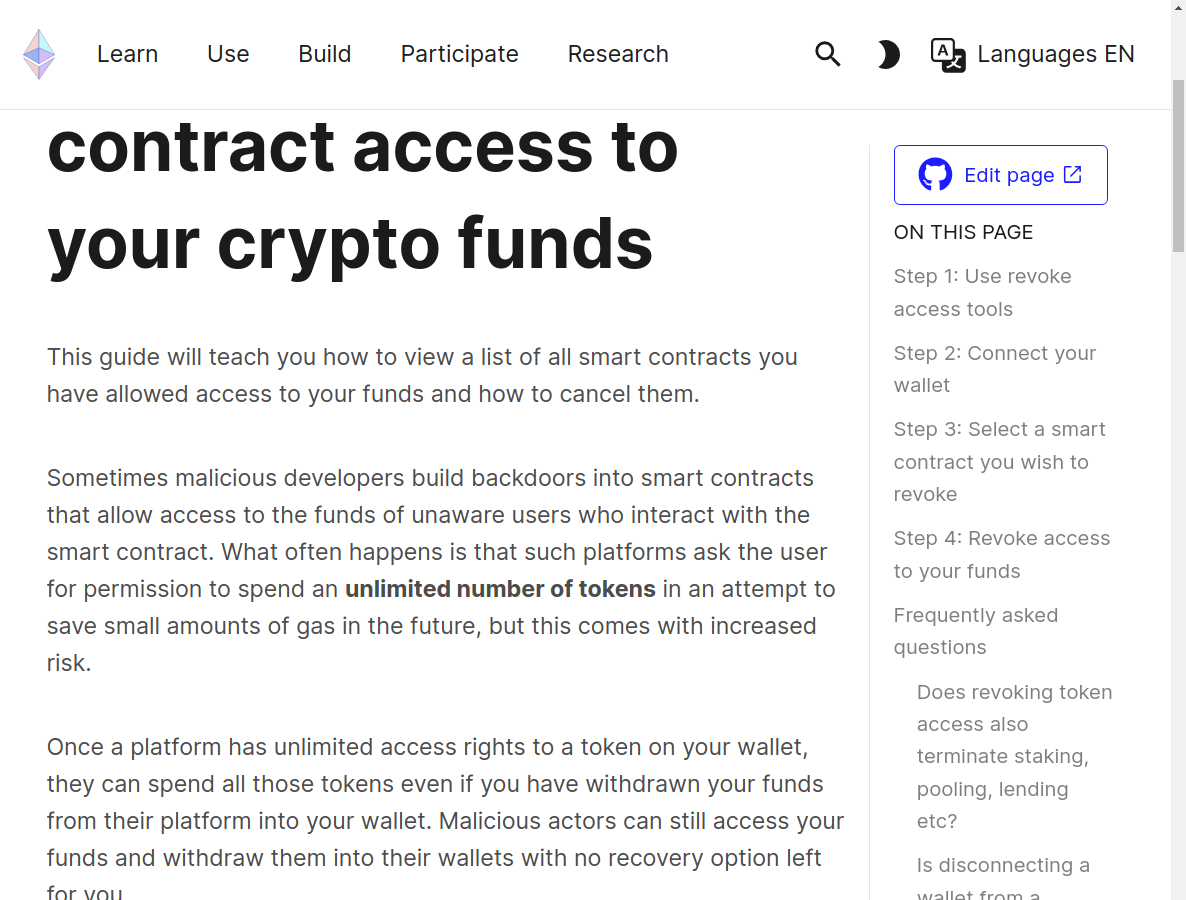 Learn Use Build Participate Research Languages EN
contract access to
your crypto funds
This guide will teach you how to view a list of all smart contracts you
have allowed access to your funds and how to cancel them.
Sometimes malicious developers build backdoors into smart contracts
that allow access to the funds of unaware users who interact with the
smart contract. What often happens is that such platforms ask the user
for permission to spend an unlimited number of tokens in an attempt to
save small amounts of gas in the future, but this comes with increased
risk.
Once a platform has unlimited access rights to a token on your wallet,
they can spend all those tokens even if you have withdrawn your funds
from their platform into your wallet. Malicious actors can still access your
funds and withdraw them into their wallets with no recovery option left
for you
Edit page
ON THIS PAGE
Step 1: Use revoke
access tools
Step 2: Connect your
wallet
Step 3: Select a smart
contract you wish to
revoke
Step 4: Revoke access
to your funds
Frequently asked
questions
Does revoking token
access also
terminate staking,
pooling, lending
etc?
Is disconnecting a
wallet from a